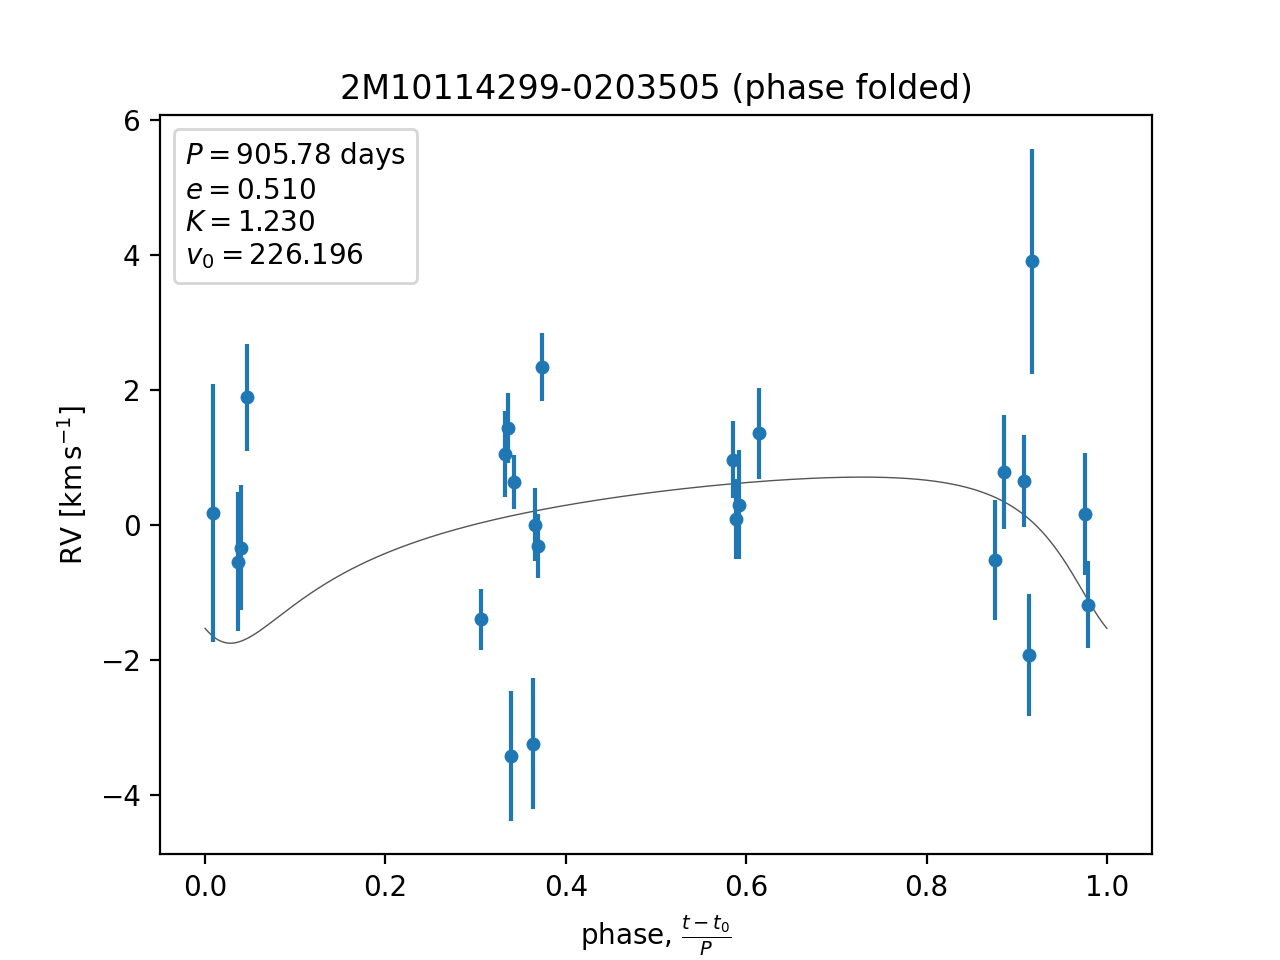 2M10114299-0203505 (phase folded)
P = 905.78 days
e = 0.510
K = 1.230
v₀ = 226.196
RV [km s⁻¹]
6
4
2
0
−2
−4
0.0 0.2 0.4 0.6 0.8 1.0
phase, (t − t₀)/P